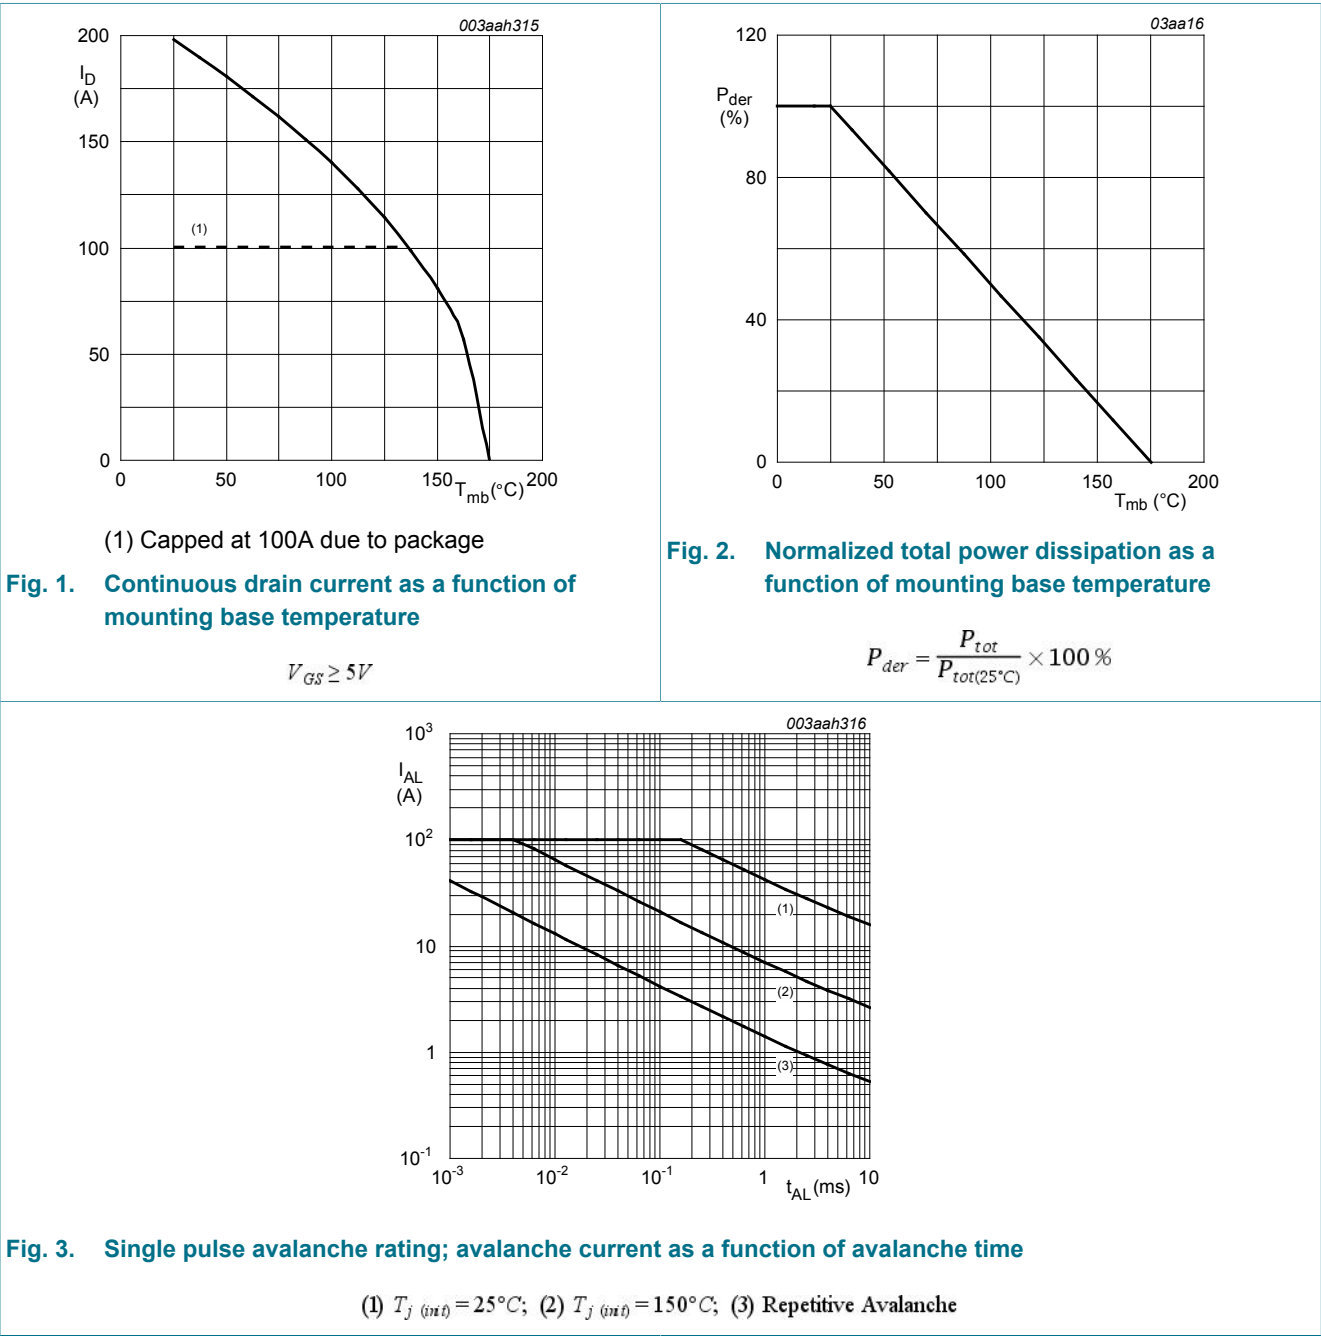 003aah315
200
I_D
(A)
150
(1)
100
50
0
0 50 100 150 T_mb (°C) 200
(1) Capped at 100A due to package
Fig. 1. Continuous drain current as a function of
mounting base temperature
V_GS ≥ 5V
03aa16
120
P_der
(%)
80
40
0
0 50 100 150 200
T_mb (°C)
Fig. 2. Normalized total power dissipation as a
function of mounting base temperature
P_der = P_tot / P_tot(25°C) × 100 %
003aah316
10^3
I_AL
(A)
10^2
(1)
10
(2)
1
(3)
10^-1
10^-3 10^-2 10^-1 1 t_AL (ms) 10
Fig. 3. Single pulse avalanche rating; avalanche current as a function of avalanche time
(1) T_j (init) = 25°C; (2) T_j (init) = 150°C; (3) Repetitive Avalanche